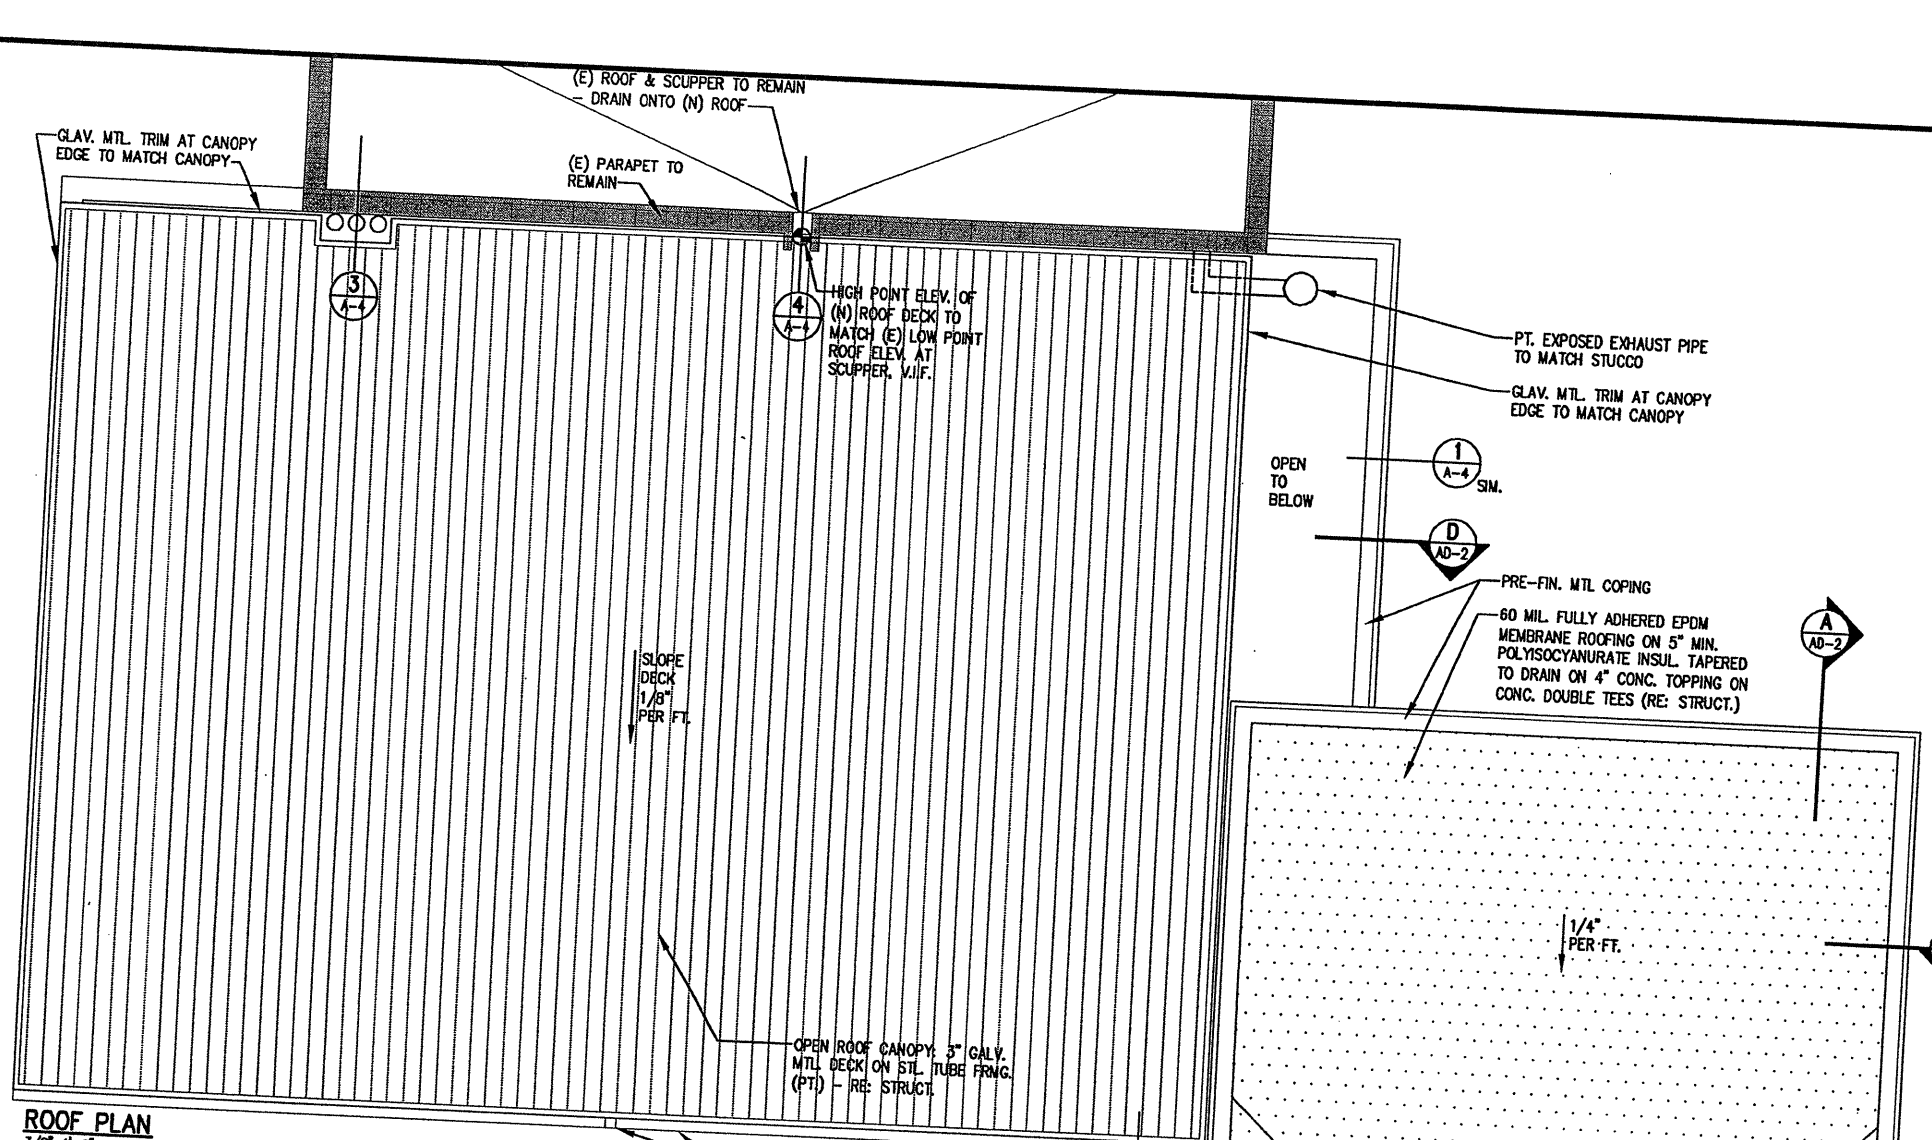 (E) ROOF & SCUPPER TO REMAIN
- DRAIN ONTO (N) ROOF
GLAV. MTL. TRIM AT CANOPY
EDGE TO MATCH CANOPY
(E) PARAPET TO
REMAIN
3
A-4
4
A-4
HIGH POINT ELEV. OF
(N) ROOF DECK TO
MATCH (E) LOW POINT
ROOF ELEV. AT
SCUPPER. V.I.F.
PT. EXPOSED EXHAUST PIPE
TO MATCH STUCCO
GLAV. MTL. TRIM AT CANOPY
EDGE TO MATCH CANOPY
OPEN
TO
BELOW
1
A-4
SIM.
D
AD-2
PRE-FIN. MTL COPING
60 MIL. FULLY ADHERED EPDM
MEMBRANE ROOFING ON 5" MIN.
POLYISOCYANURATE INSUL. TAPERED
TO DRAIN ON 4" CONC. TOPPING ON
CONC. DOUBLE TEES (RE: STRUCT.)
A
AD-2
SLOPE
DECK
1/8"
PER FT.
1/4"
PER FT.
OPEN ROOF CANOPY: 3" GALV.
MTL. DECK ON STL. TUBE FRMG.
(PT.) - RE: STRUCT.
ROOF PLAN